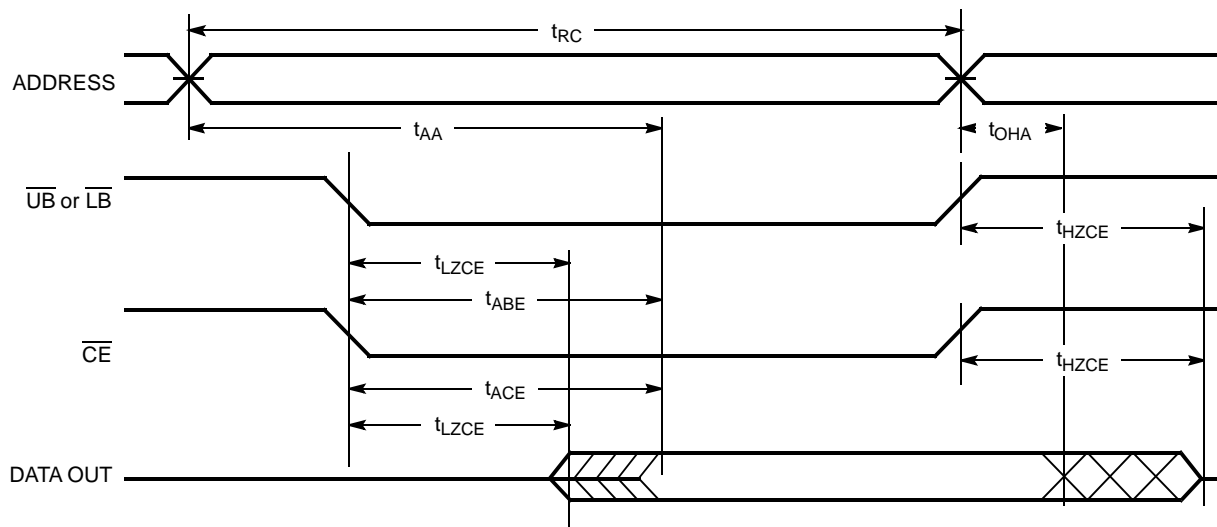 tRC
ADDRESS
tAA
tOHA
UB or LB
tHZCE
tLZCE
tABE
CE
tHZCE
tACE
tLZCE
DATA OUT